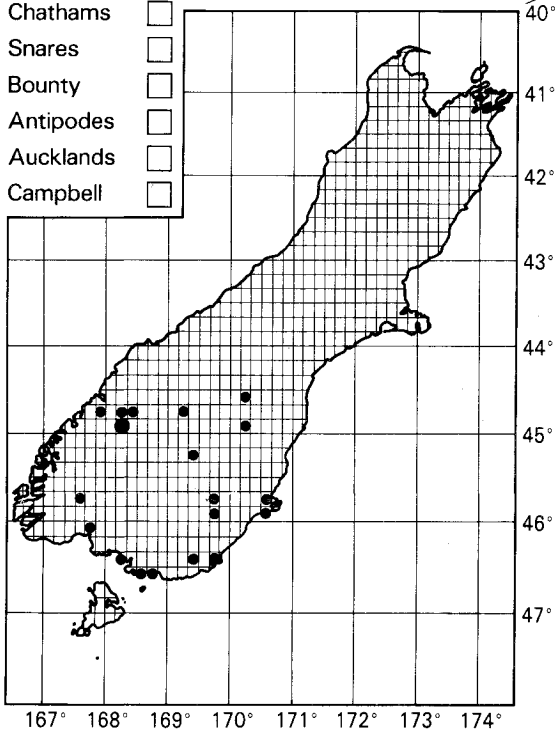 Chathams
Snares
Bounty
Antipodes
Aucklands
Campbell
40°
41°
42°
43°
44°
45°
46°
47°
167° 168° 169° 170° 171° 172° 173° 174°